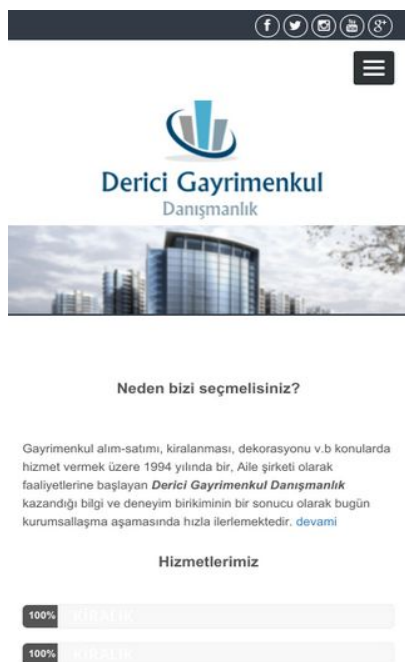 Derici Gayrimenkul
Danışmanlık
Neden bizi seçmelisiniz?
Gayrimenkul alım-satımı, kiralanması, dekorasyonu v.b konularda
hizmet vermek üzere 1994 yılında bir, Aile şirketi olarak
faaliyetlerine başlayan Derici Gayrimenkul Danışmanlık
kazandığı bilgi ve deneyim birikiminin bir sonucu olarak bugün
kurumsallaşma aşamasında hızla ilerlemektedir. devami
Hizmetlerimiz
100% KİRALIK
100%